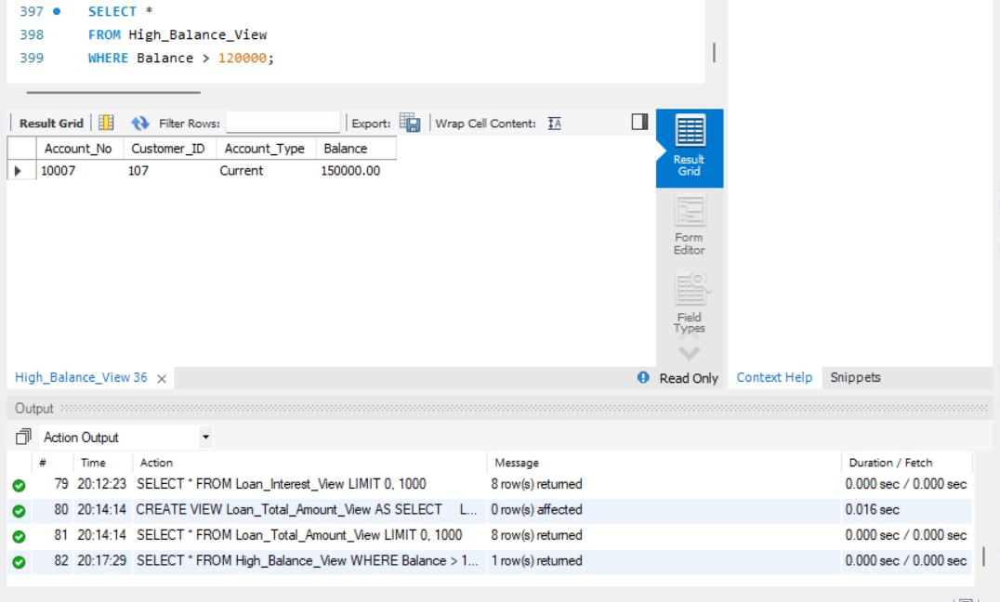 397 SELECT *
398 FROM High_Balance_View
399 WHERE Balance > 120000;
Result Grid Filter Rows: Export: Wrap Cell Content:
Account_No Customer_ID Account_Type Balance
10007 107 Current 150000.00
Result
Grid
Form
Editor
Field
Types
High_Balance_View 36 Read Only Context Help Snippets
Output
Action Output
# Time Action Message Duration / Fetch
79 20:12:23 SELECT * FROM Loan_Interest_View LIMIT 0, 1000 8 row(s) returned 0.000 sec / 0.000 sec
80 20:14:14 CREATE VIEW Loan_Total_Amount_View AS SELECT L... 0 row(s) affected 0.016 sec
81 20:14:14 SELECT * FROM Loan_Total_Amount_View LIMIT 0, 1000 8 row(s) returned 0.000 sec / 0.000 sec
82 20:17:29 SELECT * FROM High_Balance_View WHERE Balance > 1... 1 row(s) returned 0.000 sec / 0.000 sec